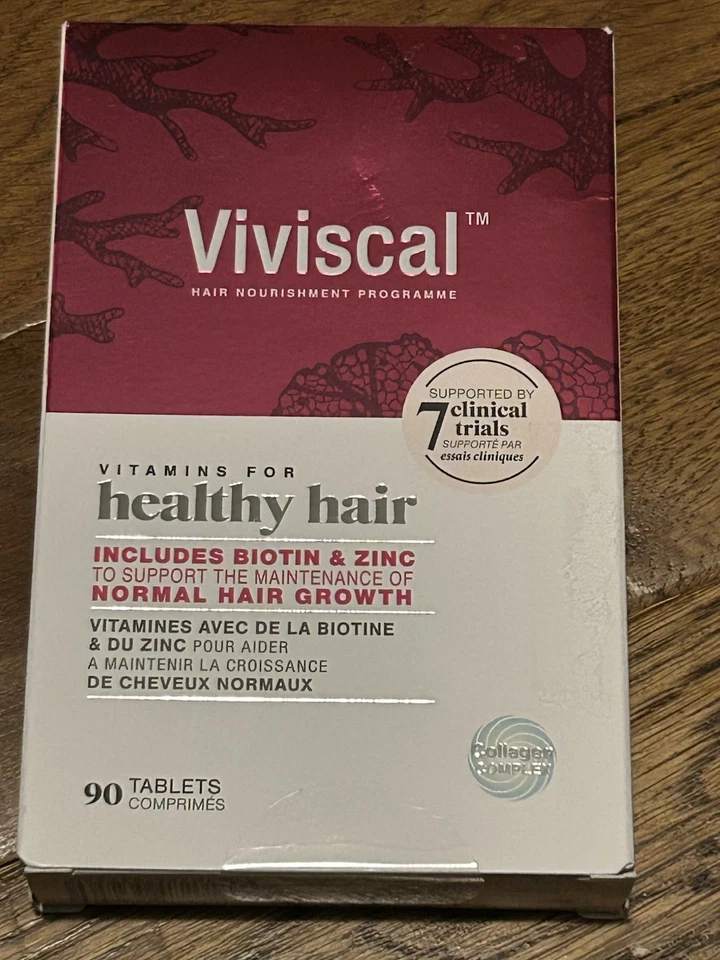 Viviscal™
HAIR NOURISHMENT PROGRAMME
SUPPORTED BY
7 clinical
trials
SUPPORTÉ PAR
essais cliniques
VITAMINS FOR
healthy hair
INCLUDES BIOTIN & ZINC
TO SUPPORT THE MAINTENANCE OF
NORMAL HAIR GROWTH
VITAMINES AVEC DE LA BIOTINE
& DU ZINC POUR AIDER
A MAINTENIR LA CROISSANCE
DE CHEVEUX NORMAUX
Collagen
COMPLEX
90 TABLETS
COMPRIMÉS